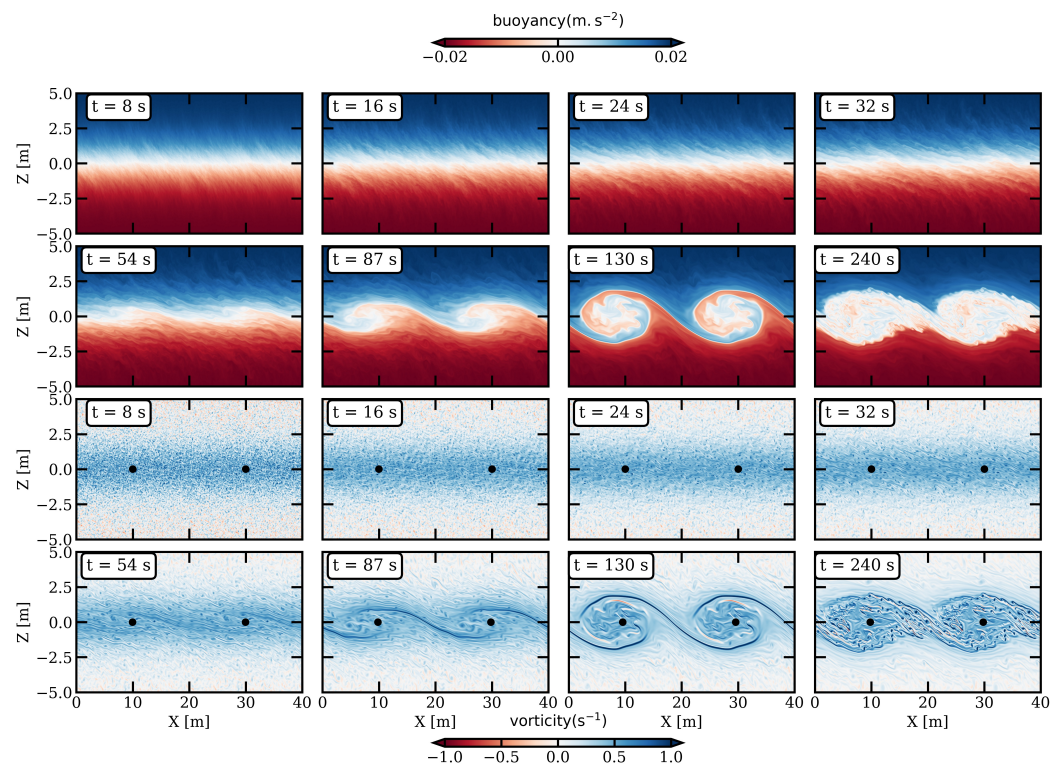 buoyancy(m. s⁻²)
−0.02 0.00 0.02
t = 8 s t = 16 s t = 24 s t = 32 s
5.0
2.5
0.0
−2.5
−5.0
Z [m]
t = 54 s t = 87 s t = 130 s t = 240 s
5.0
2.5
0.0
−2.5
−5.0
Z [m]
t = 8 s t = 16 s t = 24 s t = 32 s
5.0
2.5
0.0
−2.5
−5.0
Z [m]
t = 54 s t = 87 s t = 130 s t = 240 s
5.0
2.5
0.0
−2.5
−5.0
Z [m]
0 10 20 30 40 0 10 20 30 40 0 10 20 30 40 0 10 20 30 40
X [m] X [m] X [m] X [m]
vorticity(s⁻¹)
−1.0 −0.5 0.0 0.5 1.0